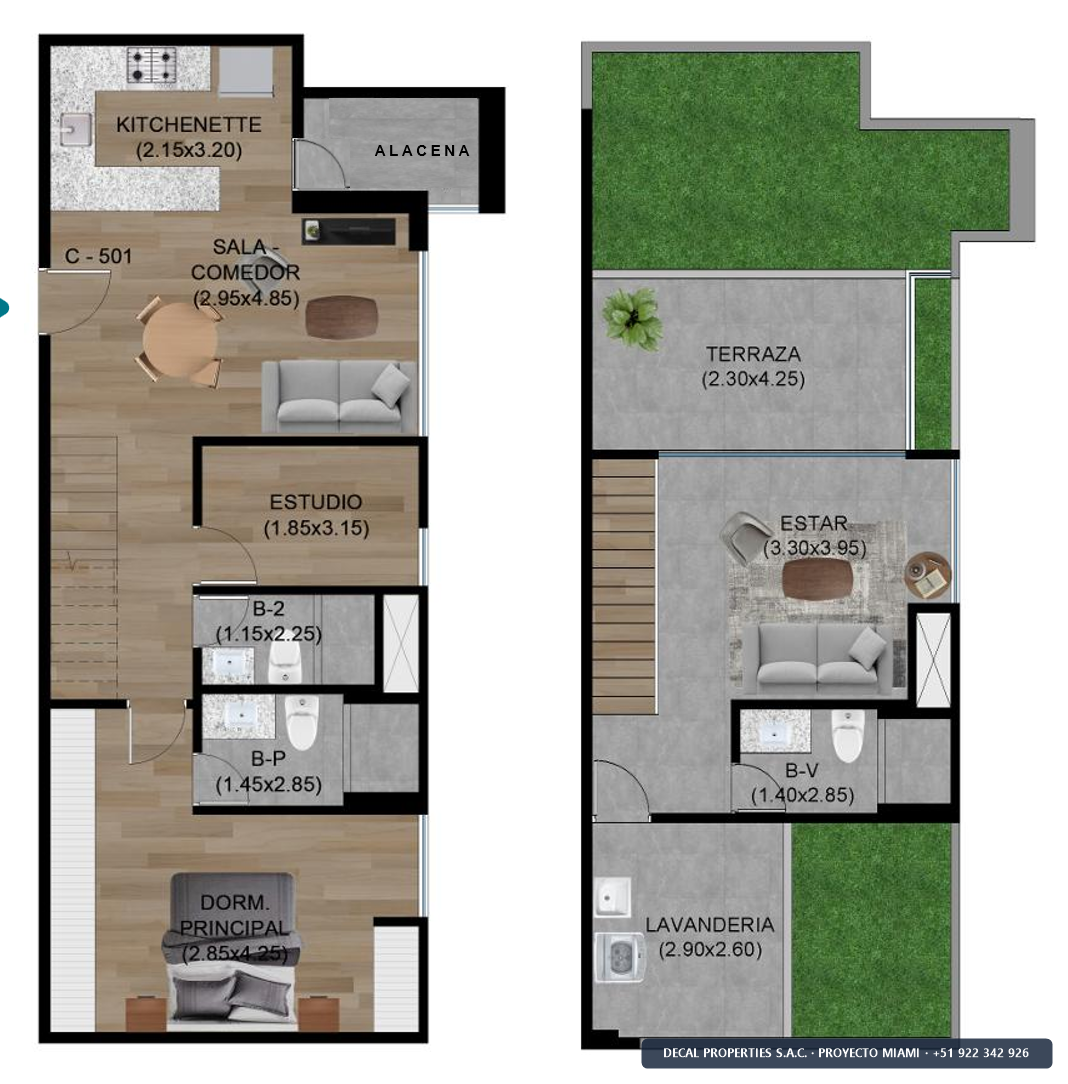 KITCHENETTE
(2.15x3.20)
ALACENA
C - 501
SALA -
COMEDOR
(2.95x4.85)
ESTUDIO
(1.85x3.15)
B-2
(1.15x2.25)
B-P
(1.45x2.85)
DORM.
PRINCIPAL
(2.85x4.25)
TERRAZA
(2.30x4.25)
ESTAR
(3.30x3.95)
B-V
(1.40x2.85)
LAVANDERIA
(2.90x2.60)
DECAL PROPERTIES S.A.C. · PROYECTO MIAMI · +51 922 342 926